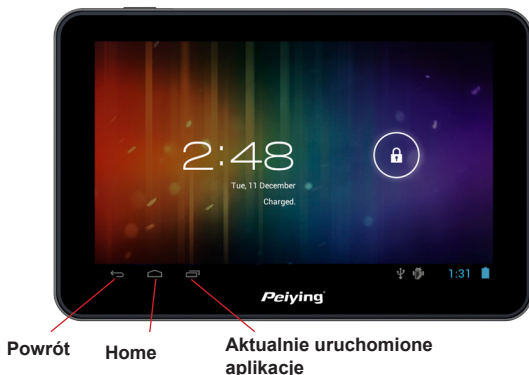 2:48
Tue, 11 December
Charged.
1:31
Peiying
Powrót
Home
Aktualnie uruchomione
aplikacje